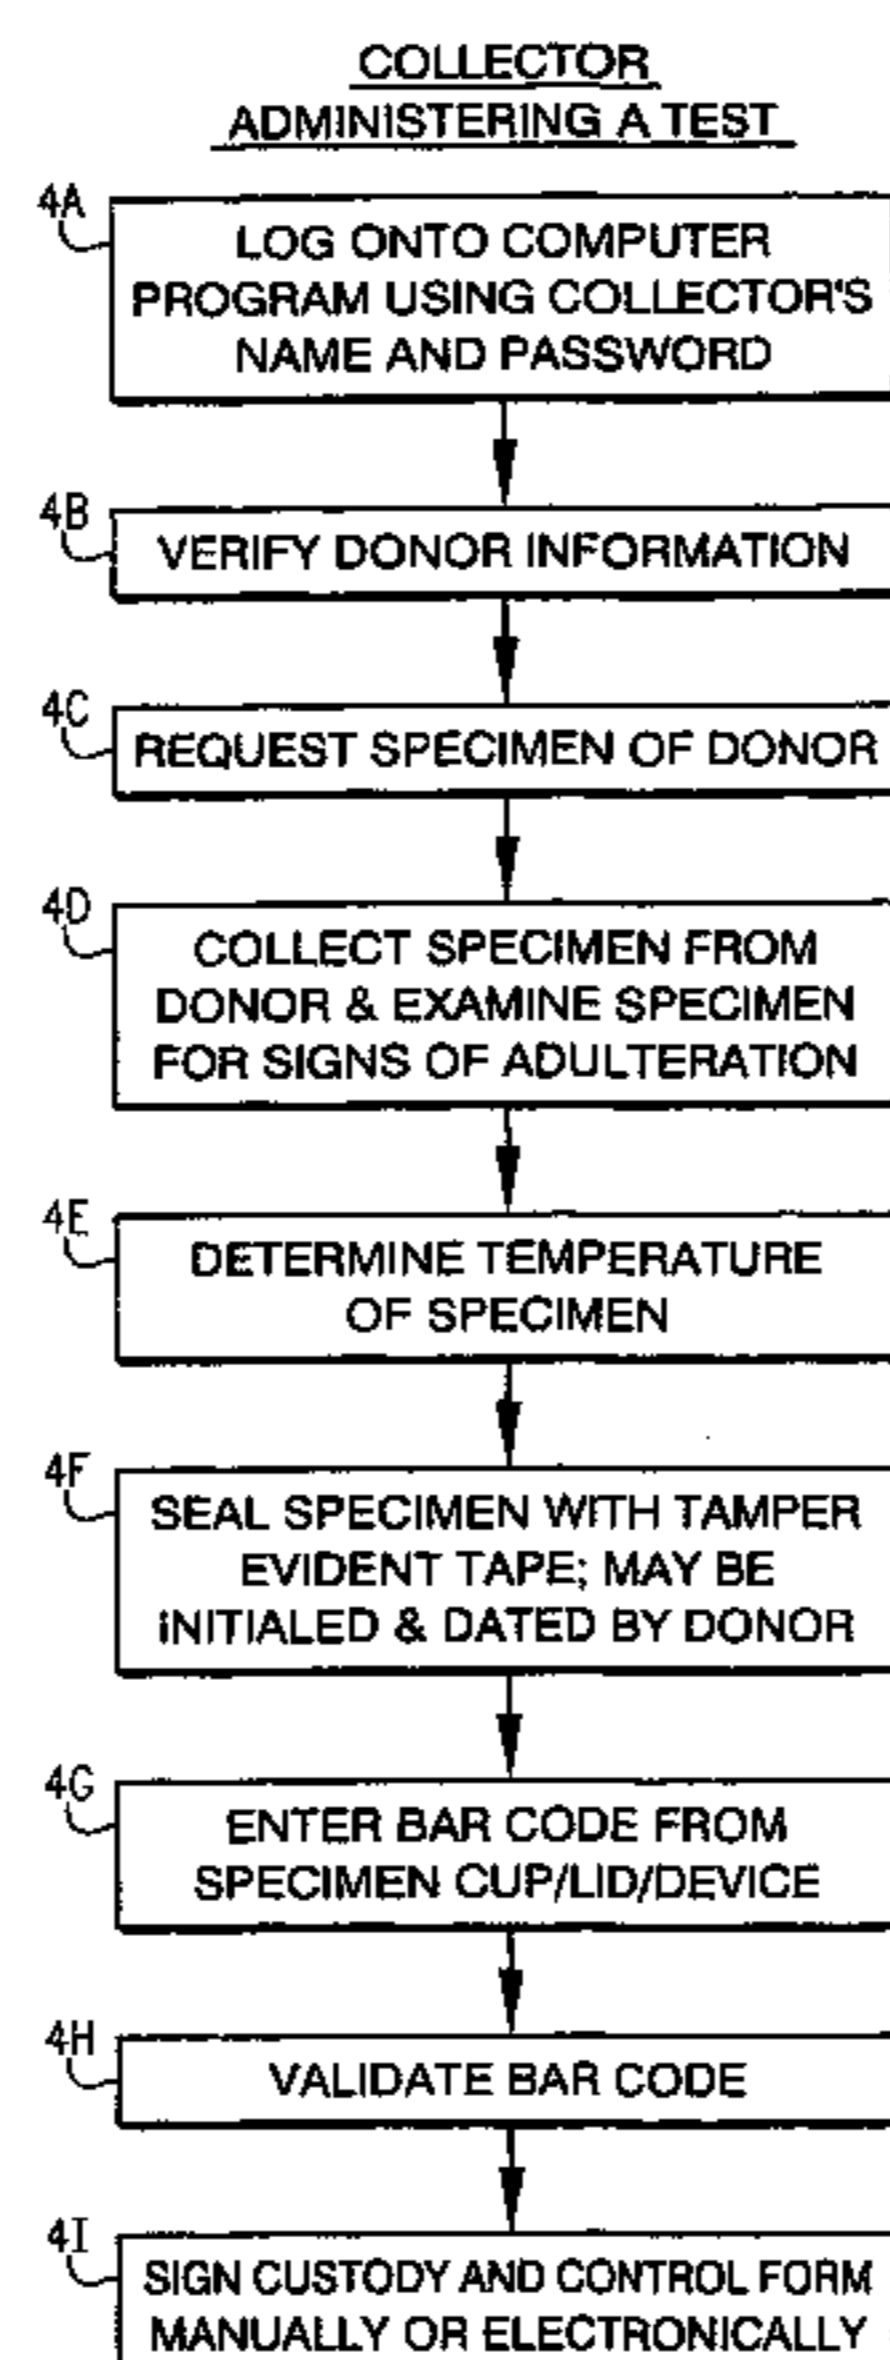 COLLECTOR
ADMINISTERING A TEST
4A
LOG ONTO COMPUTER
PROGRAM USING COLLECTOR'S
NAME AND PASSWORD
4B
VERIFY DONOR INFORMATION
4C
REQUEST SPECIMEN OF DONOR
4D
COLLECT SPECIMEN FROM
DONOR & EXAMINE SPECIMEN
FOR SIGNS OF ADULTERATION
4E
DETERMINE TEMPERATURE
OF SPECIMEN
4F
SEAL SPECIMEN WITH TAMPER
EVIDENT TAPE; MAY BE
INITIALED & DATED BY DONOR
4G
ENTER BAR CODE FROM
SPECIMEN CUP/LID/DEVICE
4H
VALIDATE BAR CODE
4I
SIGN CUSTODY AND CONTROL FORM
MANUALLY OR ELECTRONICALLY